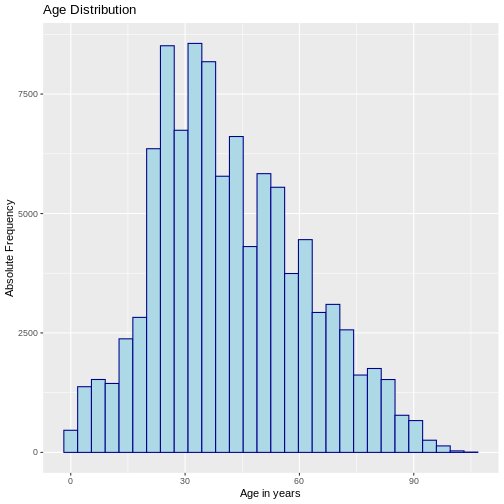 Age Distribution
Absolute Frequency
7500
5000
2500
0
0 30 60 90
Age in years